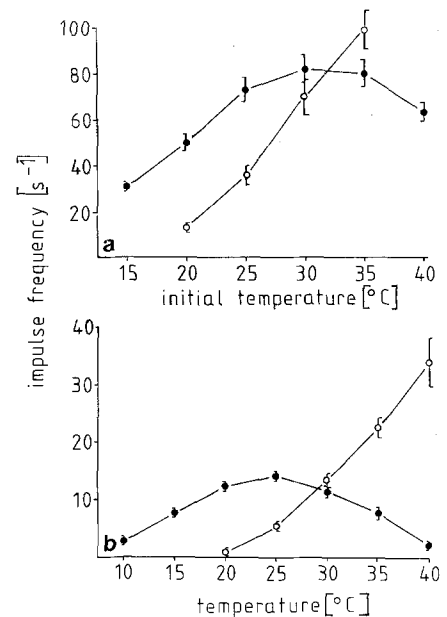 impulse frequency [s⁻¹]
100
80
60
40
20
a
15 20 25 30 35 40
initial temperature [°C]
40
30
20
10
b
10 15 20 25 30 35 40
temperature [°C]